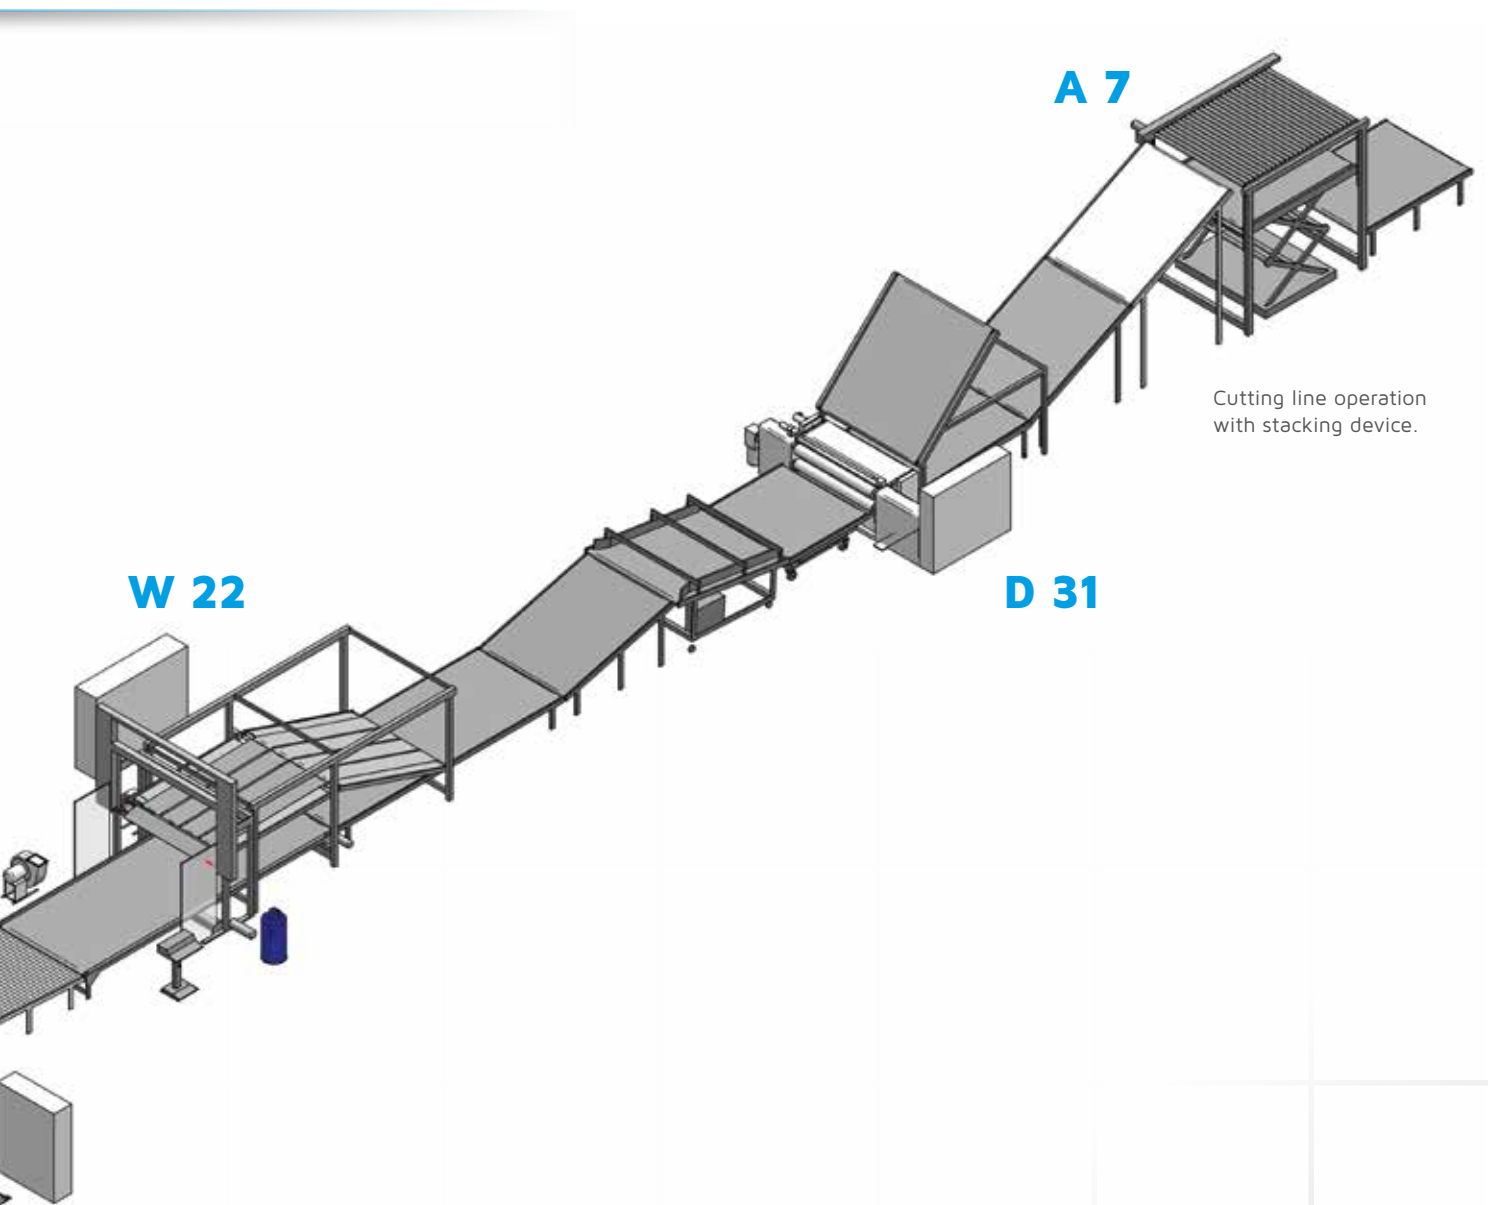 A 7
Cutting line operation
with stacking device.
W 22
D 31